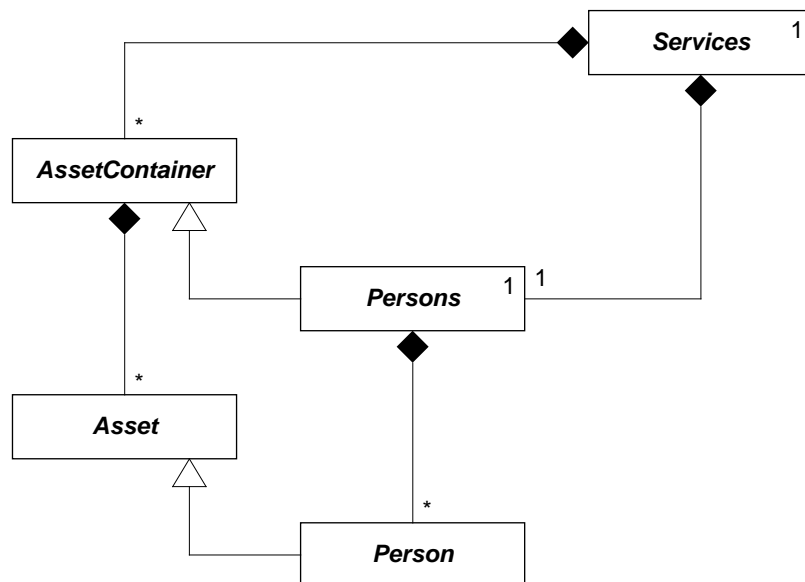 Services 1
*
AssetContainer
Persons 1 1
*
Asset
*
Person